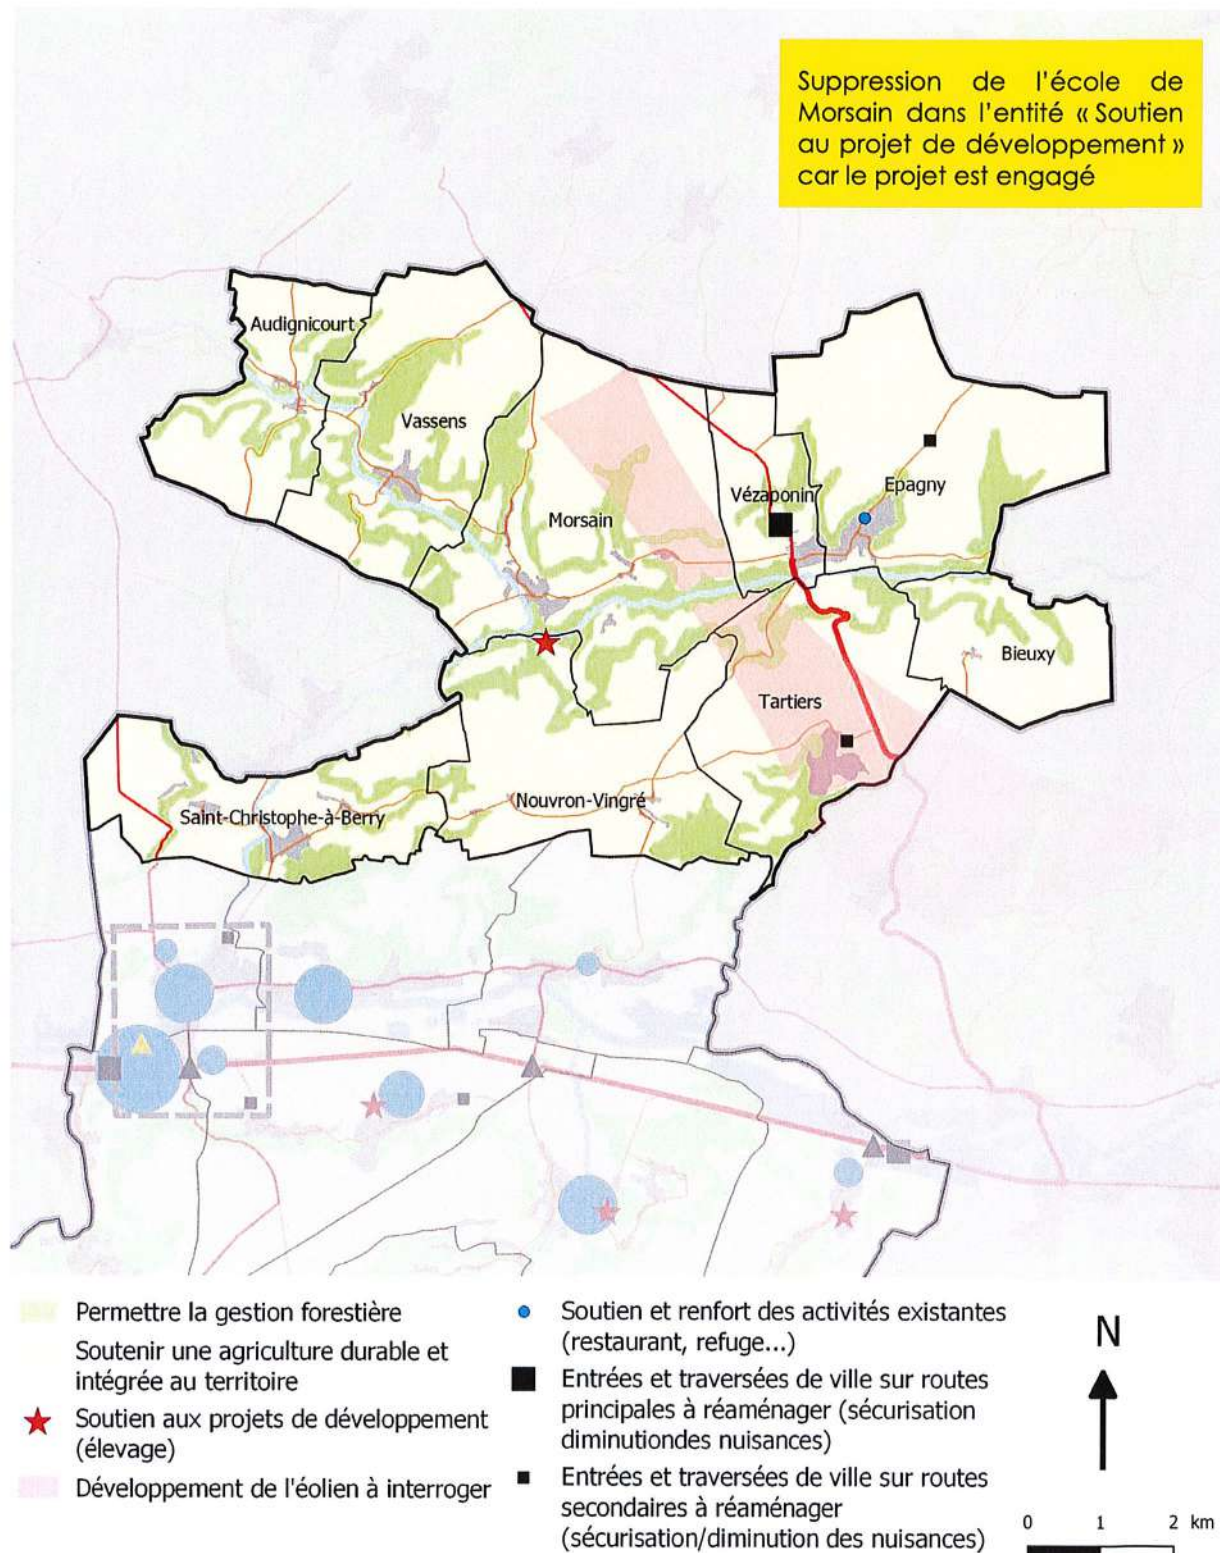 Suppression de l'école de
Morsain dans l'entité « Soutien
au projet de développement »
car le projet est engagé
Audignicourt
Vassens
Vézaponin
Epagny
Morsain
Bieuxy
Tartiers
Nouvron-Vingré
Saint-Christophe-à-Berry
Permettre la gestion forestière
Soutenir une agriculture durable et
intégrée au territoire
Soutien aux projets de développement
(élevage)
Développement de l'éolien à interroger
Soutien et renfort des activités existantes
(restaurant, refuge...)
Entrées et traversées de ville sur routes
principales à réaménager (sécurisation
diminutiondes nuisances)
Entrées et traversées de ville sur routes
secondaires à réaménager
(sécurisation/diminution des nuisances)
N
0 1 2 km